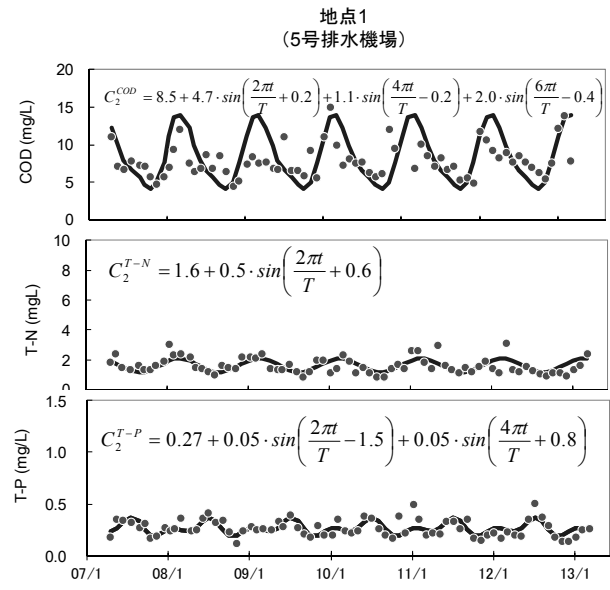 地点1
（5号排水機場）
COD (mg/L)
20
15
10
5
0
C_2^{COD} = 8.5 + 4.7·sin(2πt/T + 0.2) + 1.1·sin(4πt/T − 0.2) + 2.0·sin(6πt/T − 0.4)
T-N (mgL)
10
8
6
4
2
0
C_2^{T-N} = 1.6 + 0.5·sin(2πt/T + 0.6)
T-P (mg/L)
1.5
1.0
0.5
0.0
C_2^{T-P} = 0.27 + 0.05·sin(2πt/T − 1.5) + 0.05·sin(4πt/T + 0.8)
07/1 08/1 09/1 10/1 11/1 12/1 13/1